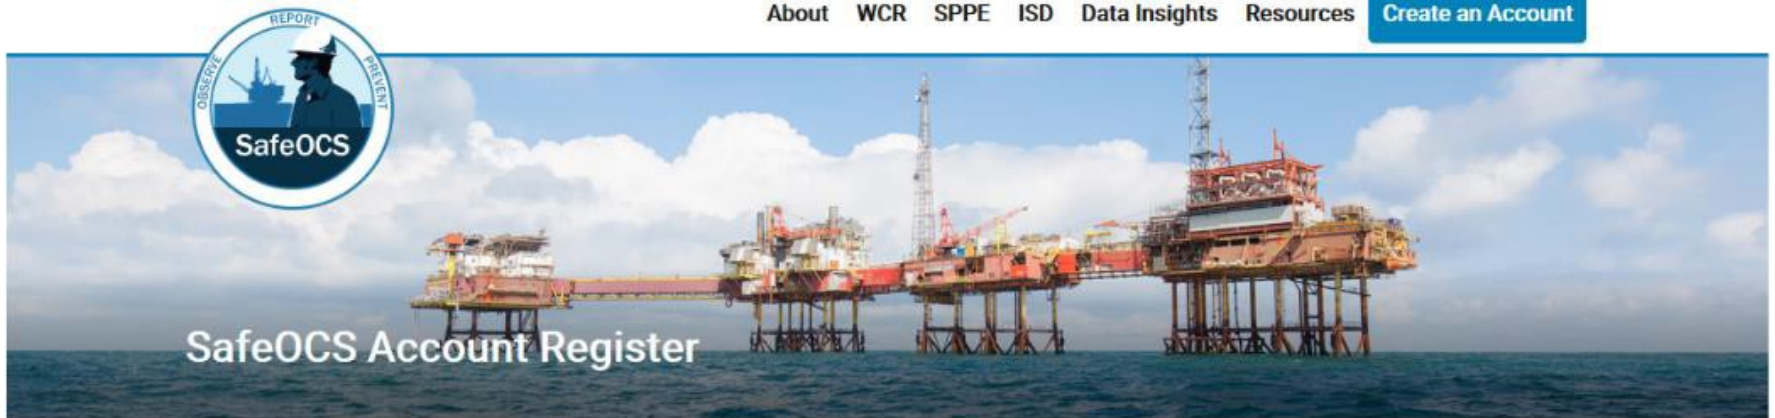 About WCR SPPE ISD Data Insights Resources Create an Account
OBSERVE REPORT PREVENT
SafeOCS
SafeOCS Account Register